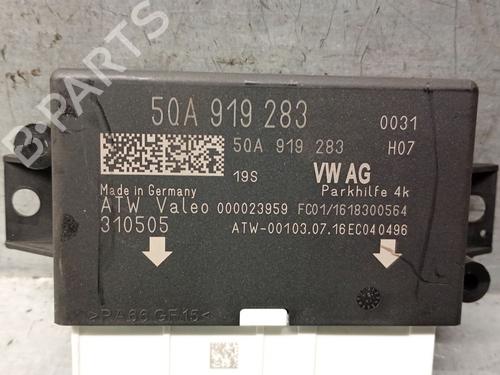 B-PARTS
5QA 919 283
0031
5QA 919 283 H07
19S VW AG
Made in Germany Parkhilfe 4k
ATW Valeo 000023959 FC01/1618300564
310505 ATW-00103.07.16EC040496
>PA66 GF15<